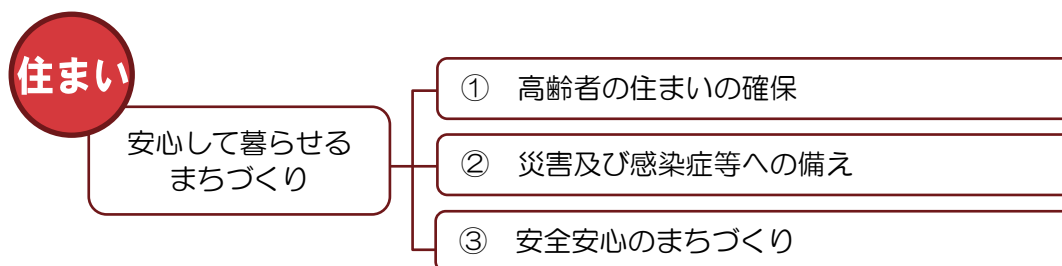 住まい
安心して暮らせる
まちづくり
① 高齢者の住まいの確保
② 災害及び感染症等への備え
③ 安全安心のまちづくり